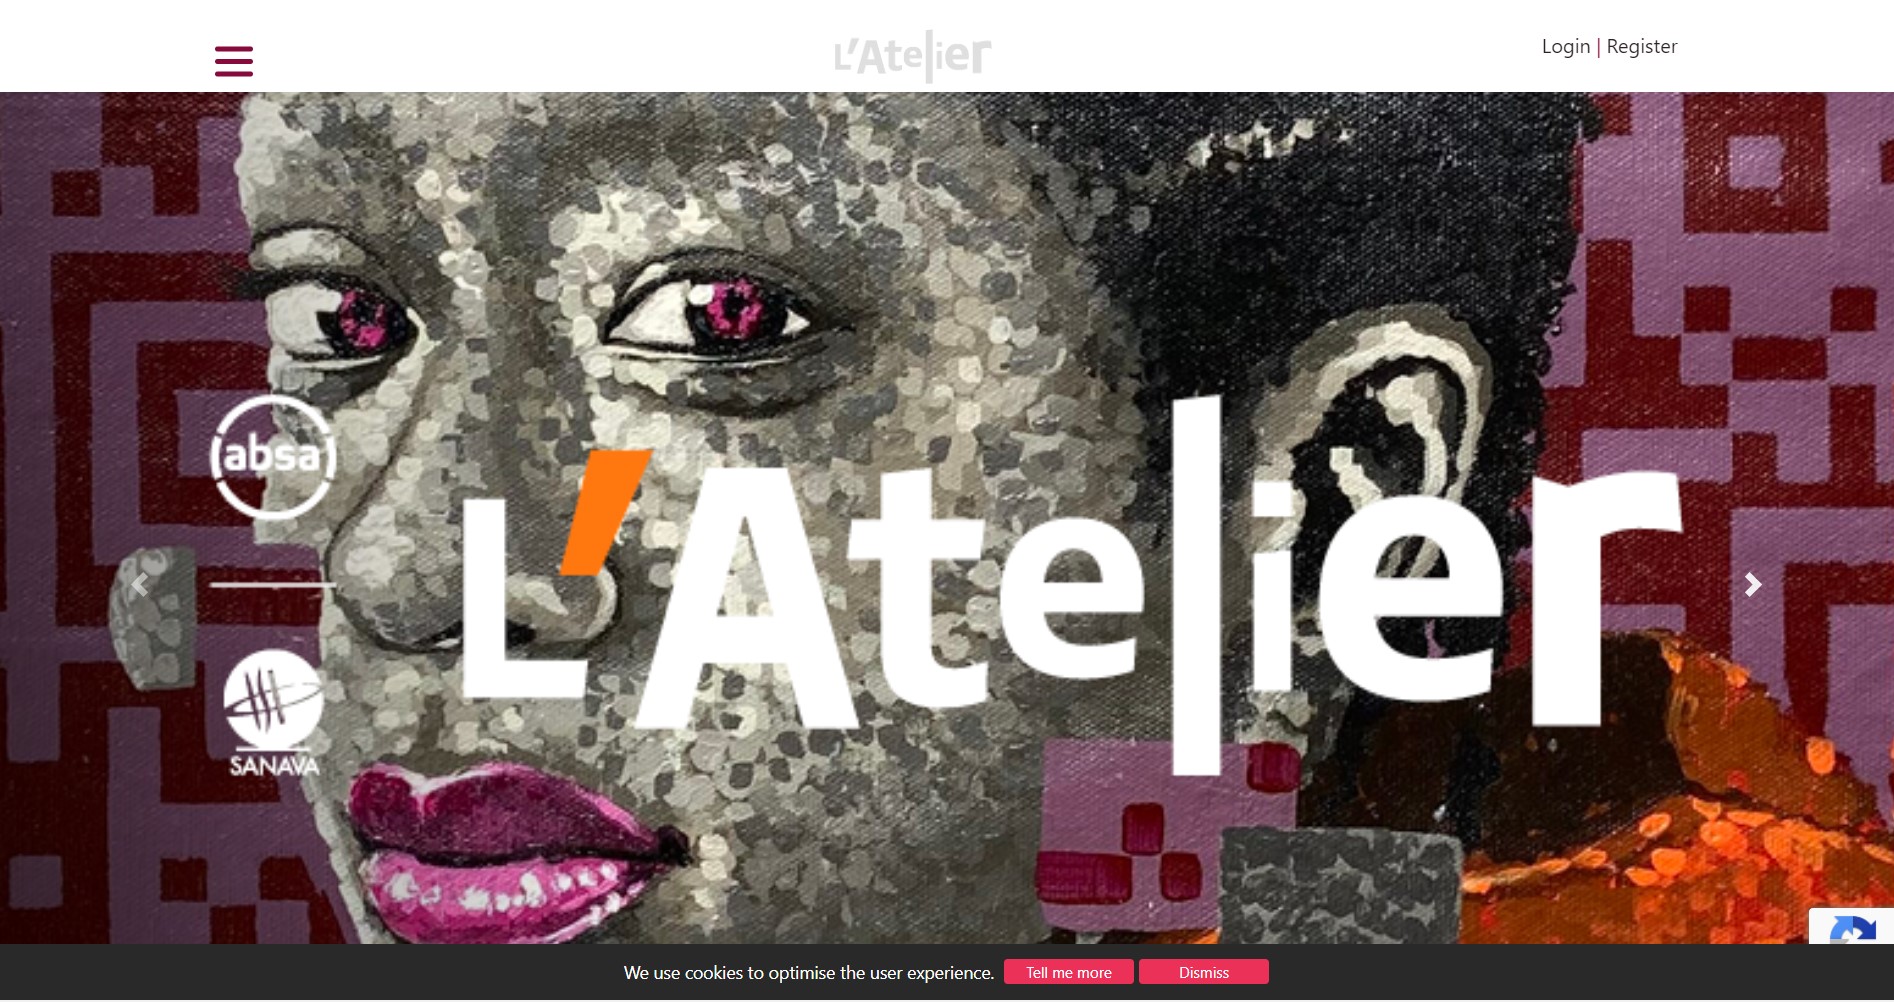 L'Atelier
Login | Register
absa
L'Atelier
SANAVA
We use cookies to optimise the user experience. Tell me more Dismiss